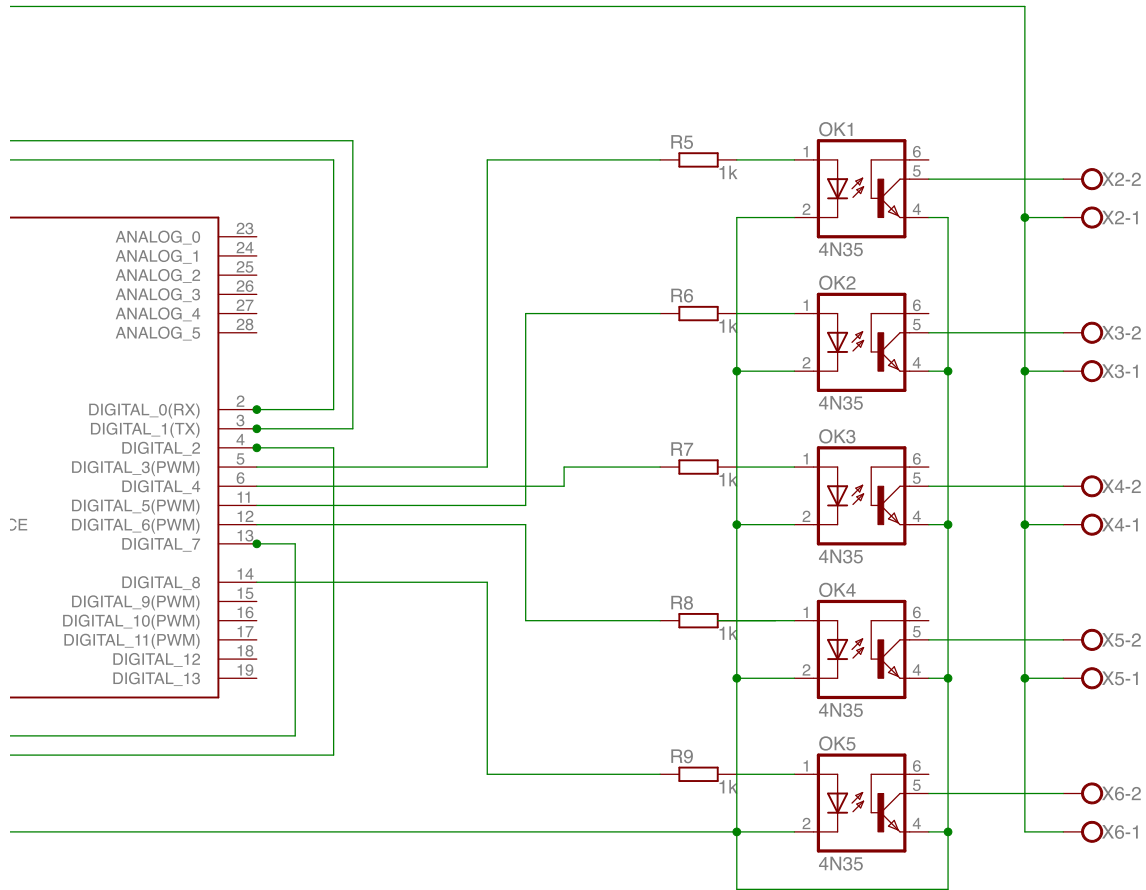 OK1
R5
1k
1
2
6
5
4
4N35
X2-2
X2-1
ANALOG_0 23
ANALOG_1 24
ANALOG_2 25
ANALOG_3 26
ANALOG_4 27
ANALOG_5 28
OK2
R6
1k
1
2
6
5
4
4N35
X3-2
X3-1
DIGITAL_0(RX) 2
DIGITAL_1(TX) 3
DIGITAL_2 4
DIGITAL_3(PWM) 5
DIGITAL_4 6
DIGITAL_5(PWM) 11
DIGITAL_6(PWM) 12
DIGITAL_7 13
CE
OK3
R7
1k
1
2
6
5
4
4N35
X4-2
X4-1
DIGITAL_8 14
DIGITAL_9(PWM) 15
DIGITAL_10(PWM) 16
DIGITAL_11(PWM) 17
DIGITAL_12 18
DIGITAL_13 19
OK4
R8
1k
1
2
6
5
4
4N35
X5-2
X5-1
OK5
R9
1k
1
2
6
5
4
4N35
X6-2
X6-1